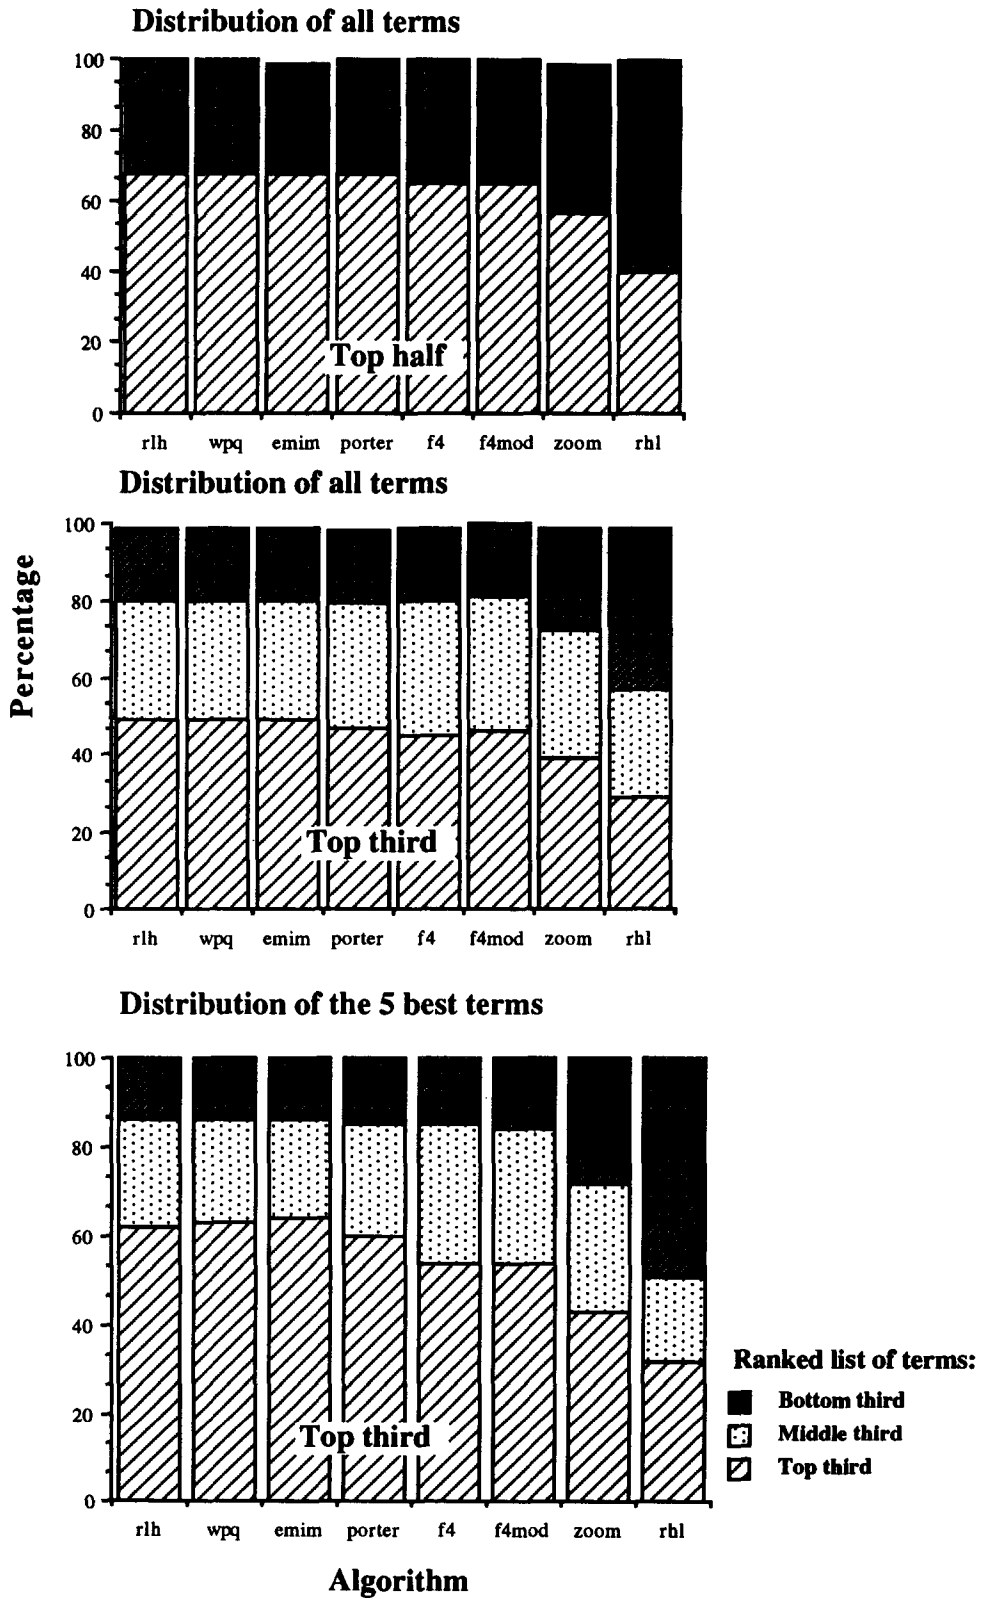 Distribution of all terms
100
80
60
40
20
0
Top half
rlh wpq emim porter f4 f4mod zoom rhl
Distribution of all terms
Percentage
100
80
60
40
20
0
Top third
rlh wpq emim porter f4 f4mod zoom rhl
Distribution of the 5 best terms
100
80
60
40
20
0
Top third
rlh wpq emim porter f4 f4mod zoom rhl
Ranked list of terms:
Bottom third
Middle third
Top third
Algorithm